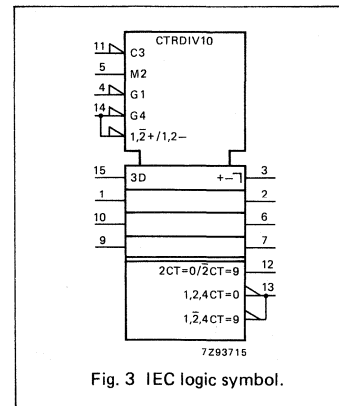 CTRDIV10
11 C3
5 M2
4 G1
14 G4
1,2̅+/1,2−
15 3D +−¬ 3
1 2
10 6
9 7
2CT=0/2̅CT=9 12
1,2,4CT=0 13
1,2̅,4CT=9
7Z93715
Fig. 3 IEC logic symbol.